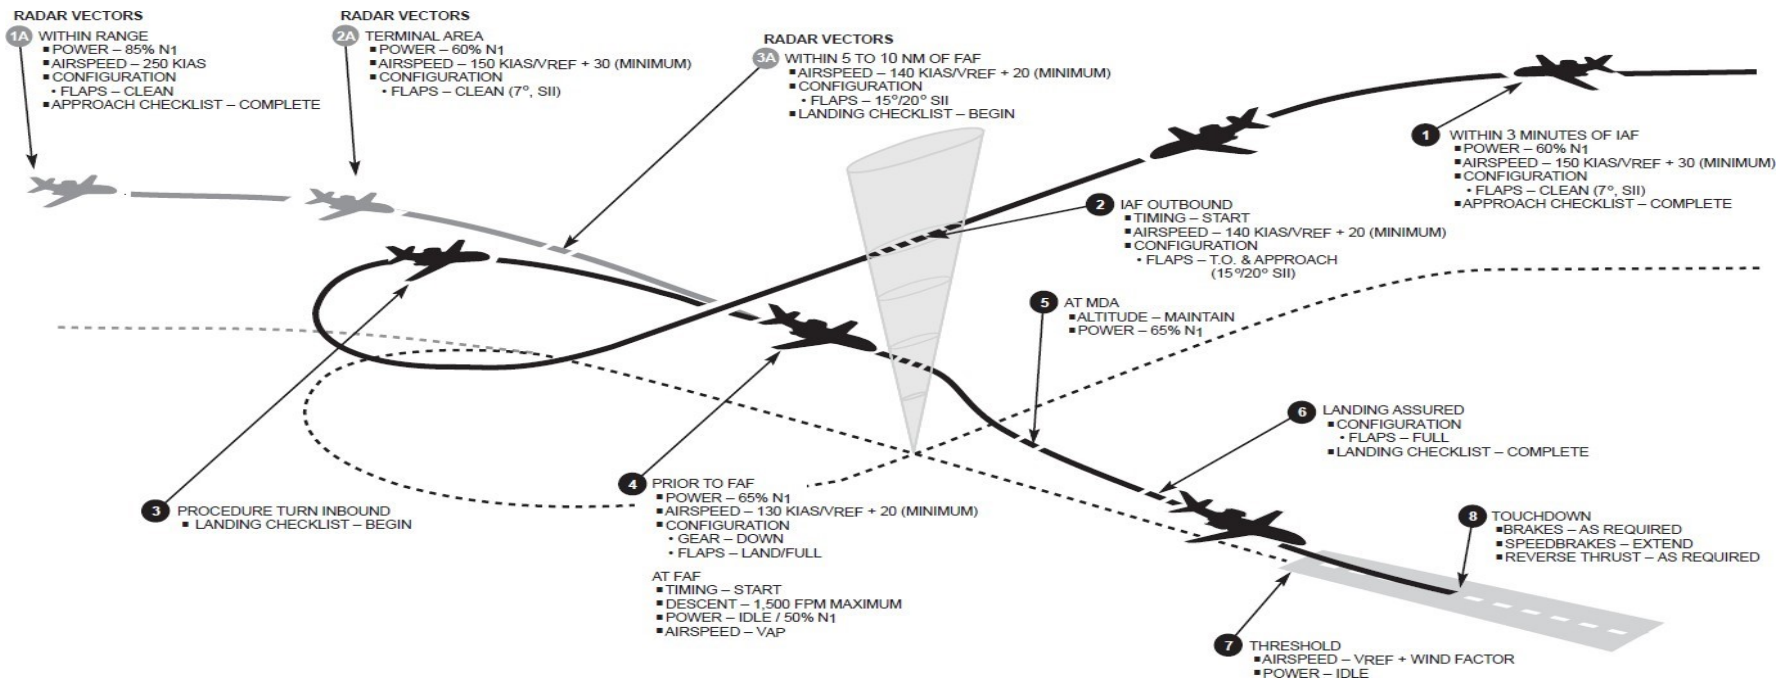 RADAR VECTORS
1A WITHIN RANGE
■ POWER – 85% N1
■ AIRSPEED – 250 KIAS
■ CONFIGURATION
• FLAPS – CLEAN
■ APPROACH CHECKLIST – COMPLETE
RADAR VECTORS
2A TERMINAL AREA
■ POWER – 60% N1
■ AIRSPEED – 150 KIAS/VREF + 30 (MINIMUM)
■ CONFIGURATION
• FLAPS – CLEAN (7°, SII)
RADAR VECTORS
3A WITHIN 5 TO 10 NM OF FAF
■ AIRSPEED – 140 KIAS/VREF + 20 (MINIMUM)
■ CONFIGURATION
• FLAPS – 15°/20° SII
■ LANDING CHECKLIST – BEGIN
1 WITHIN 3 MINUTES OF IAF
■ POWER – 60% N1
■ AIRSPEED – 150 KIAS/VREF + 30 (MINIMUM)
■ CONFIGURATION
• FLAPS – CLEAN (7°, SII)
■ APPROACH CHECKLIST – COMPLETE
2 IAF OUTBOUND
■ TIMING – START
■ AIRSPEED – 140 KIAS/VREF + 20 (MINIMUM)
■ CONFIGURATION
• FLAPS – T.O. & APPROACH
(15°/20° SII)
3 PROCEDURE TURN INBOUND
■ LANDING CHECKLIST – BEGIN
4 PRIOR TO FAF
■ POWER – 65% N1
■ AIRSPEED – 130 KIAS/VREF + 20 (MINIMUM)
■ CONFIGURATION
• GEAR – DOWN
• FLAPS – LAND/FULL
AT FAF
■ TIMING – START
■ DESCENT – 1,500 FPM MAXIMUM
■ POWER – IDLE / 50% N1
■ AIRSPEED – VAP
5 AT MDA
■ ALTITUDE – MAINTAIN
■ POWER – 65% N1
6 LANDING ASSURED
■ CONFIGURATION
• FLAPS – FULL
■ LANDING CHECKLIST – COMPLETE
7 THRESHOLD
■ AIRSPEED – VREF + WIND FACTOR
■ POWER – IDLE
8 TOUCHDOWN
■ BRAKES – AS REQUIRED
■ SPEEDBRAKES – EXTEND
■ REVERSE THRUST – AS REQUIRED